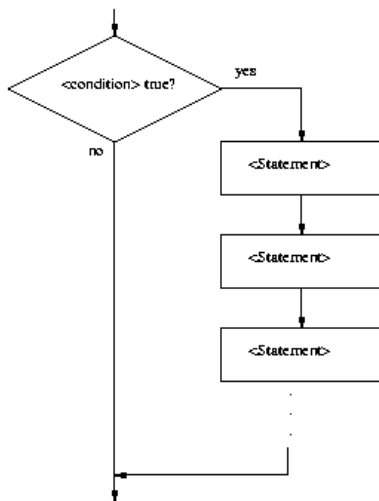 <condition> true?
yes
no
<Statement>
<Statement>
<Statement>